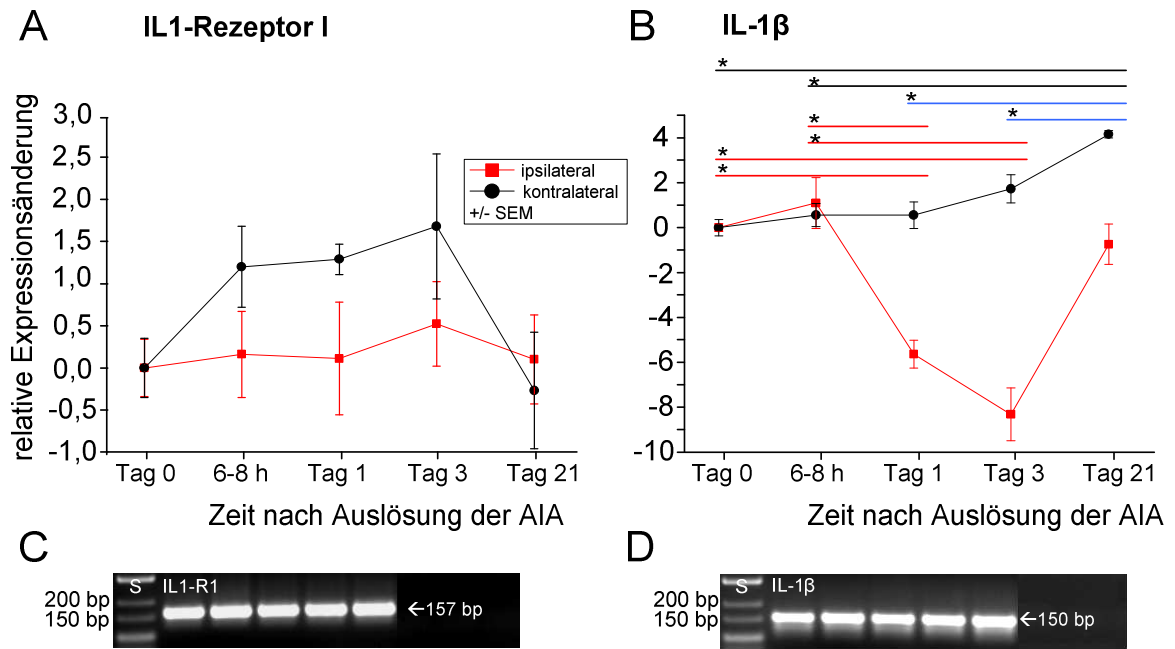 A
IL1-Rezeptor I
relative Expressionsänderung
3,0
2,5
2,0
1,5
1,0
0,5
0,0
-0,5
-1,0
ipsilateral
kontralateral
+/- SEM
Tag 0 6-8 h Tag 1 Tag 3 Tag 21
Zeit nach Auslösung der AIA
B
IL-1β
*
*
*
*
*
*
*
*
4
2
0
-2
-4
-6
-8
-10
Tag 0 6-8 h Tag 1 Tag 3 Tag 21
Zeit nach Auslösung der AIA
C
S IL1-R1
200 bp
150 bp
←157 bp
D
S IL-1β
200 bp
150 bp
←150 bp